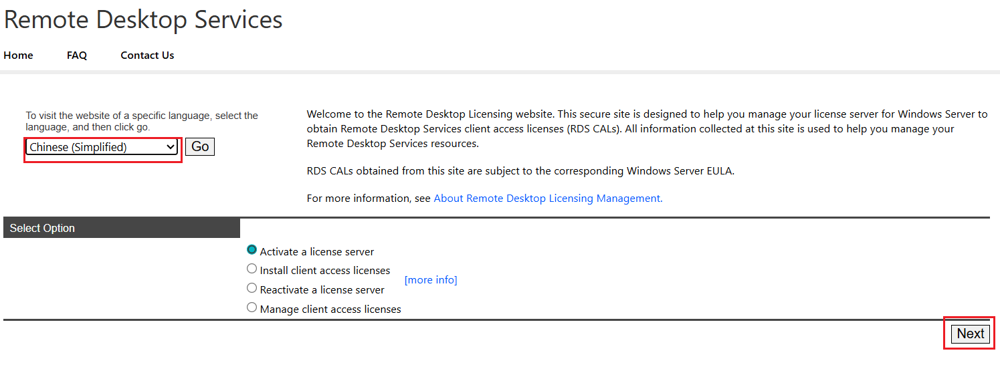 Remote Desktop Services
Home FAQ Contact Us
To visit the website of a specific language, select the
language, and then click go.
Chinese (Simplified) Go
Welcome to the Remote Desktop Licensing website. This secure site is designed to help you manage your license server for Windows Server to
obtain Remote Desktop Services client access licenses (RDS CALs). All information collected at this site is used to help you manage your
Remote Desktop Services resources.
RDS CALs obtained from this site are subject to the corresponding Windows Server EULA.
For more information, see About Remote Desktop Licensing Management.
Select Option
Activate a license server
Install client access licenses
[more info]
Reactivate a license server
Manage client access licenses
Next